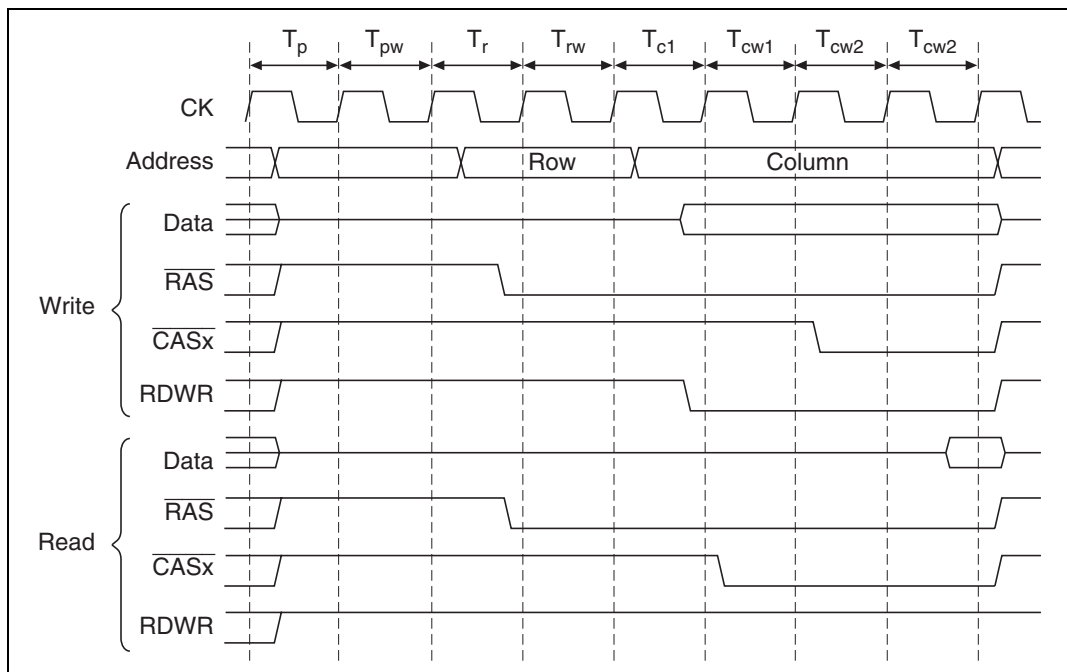 Tp Tpw Tr Trw Tc1 Tcw1 Tcw2 Tcw2
CK
Address Row Column
Write
Data
RAS
CASx
RDWR
Read
Data
RAS
CASx
RDWR